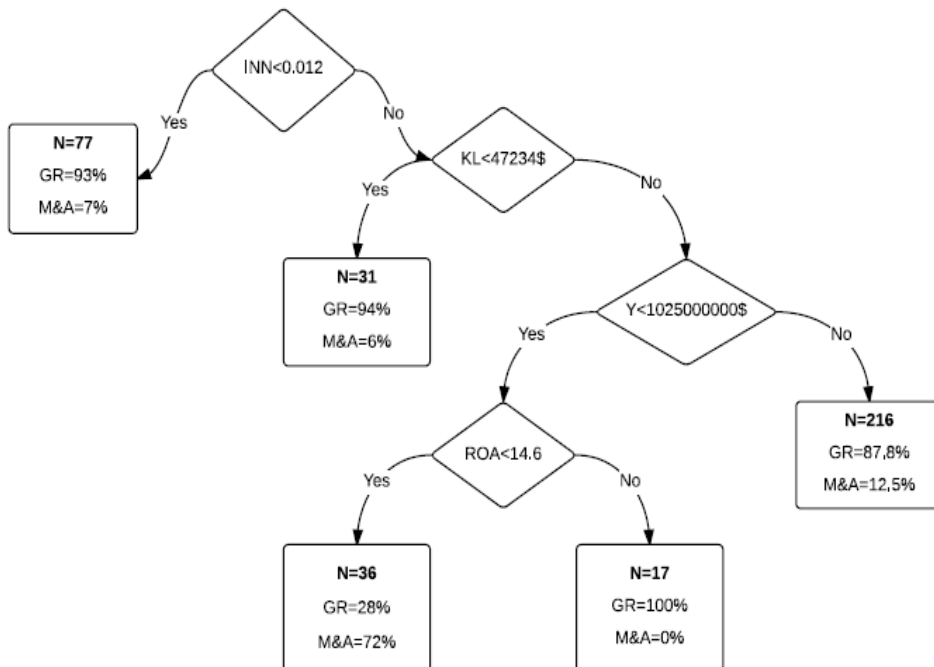 INN<0.012
Yes
No
N=77
GR=93%
M&A=7%
KL<47234$
Yes
No
N=31
GR=94%
M&A=6%
Y<1025000000$
Yes
No
N=216
GR=87,8%
M&A=12,5%
ROA<14.6
Yes
No
N=36
GR=28%
M&A=72%
N=17
GR=100%
M&A=0%